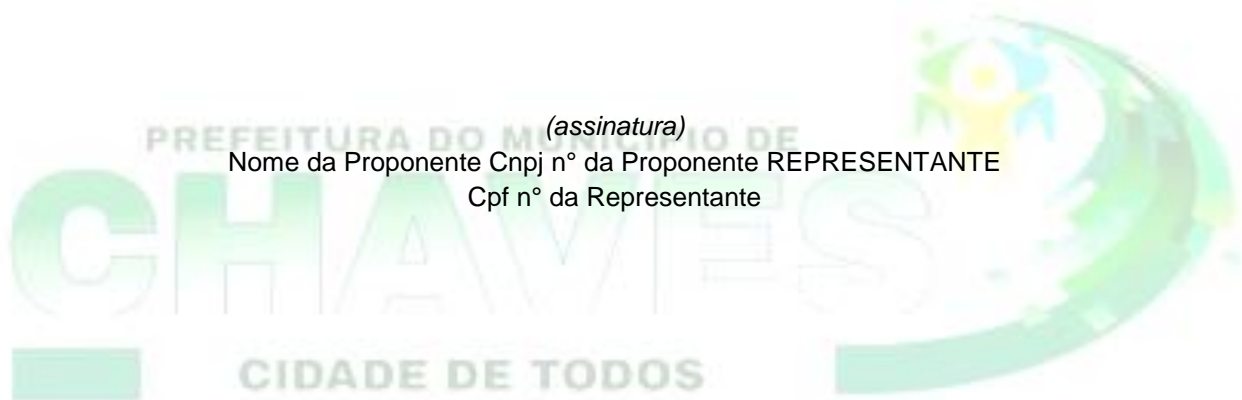 (assinatura)
PREFEITURA DO MUNICÍPIO DE
Nome da Proponente Cnpj n° da Proponente REPRESENTANTE
Cpf n° da Representante
CHAVES
CIDADE DE TODOS